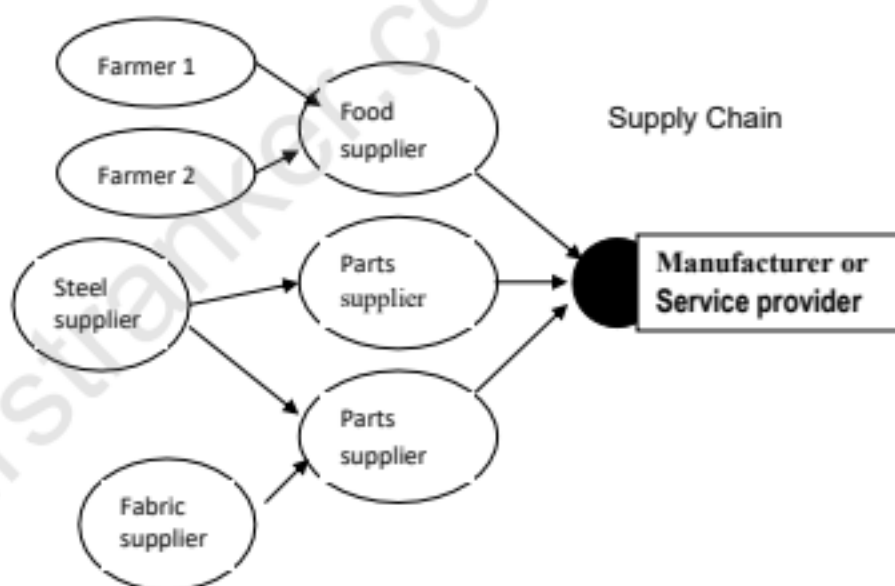 Farmer 1
Farmer 2
Food
supplier
Supply Chain
Steel
supplier
Parts
supplier
Manufacturer or
Service provider
Parts
supplier
Fabric
supplier